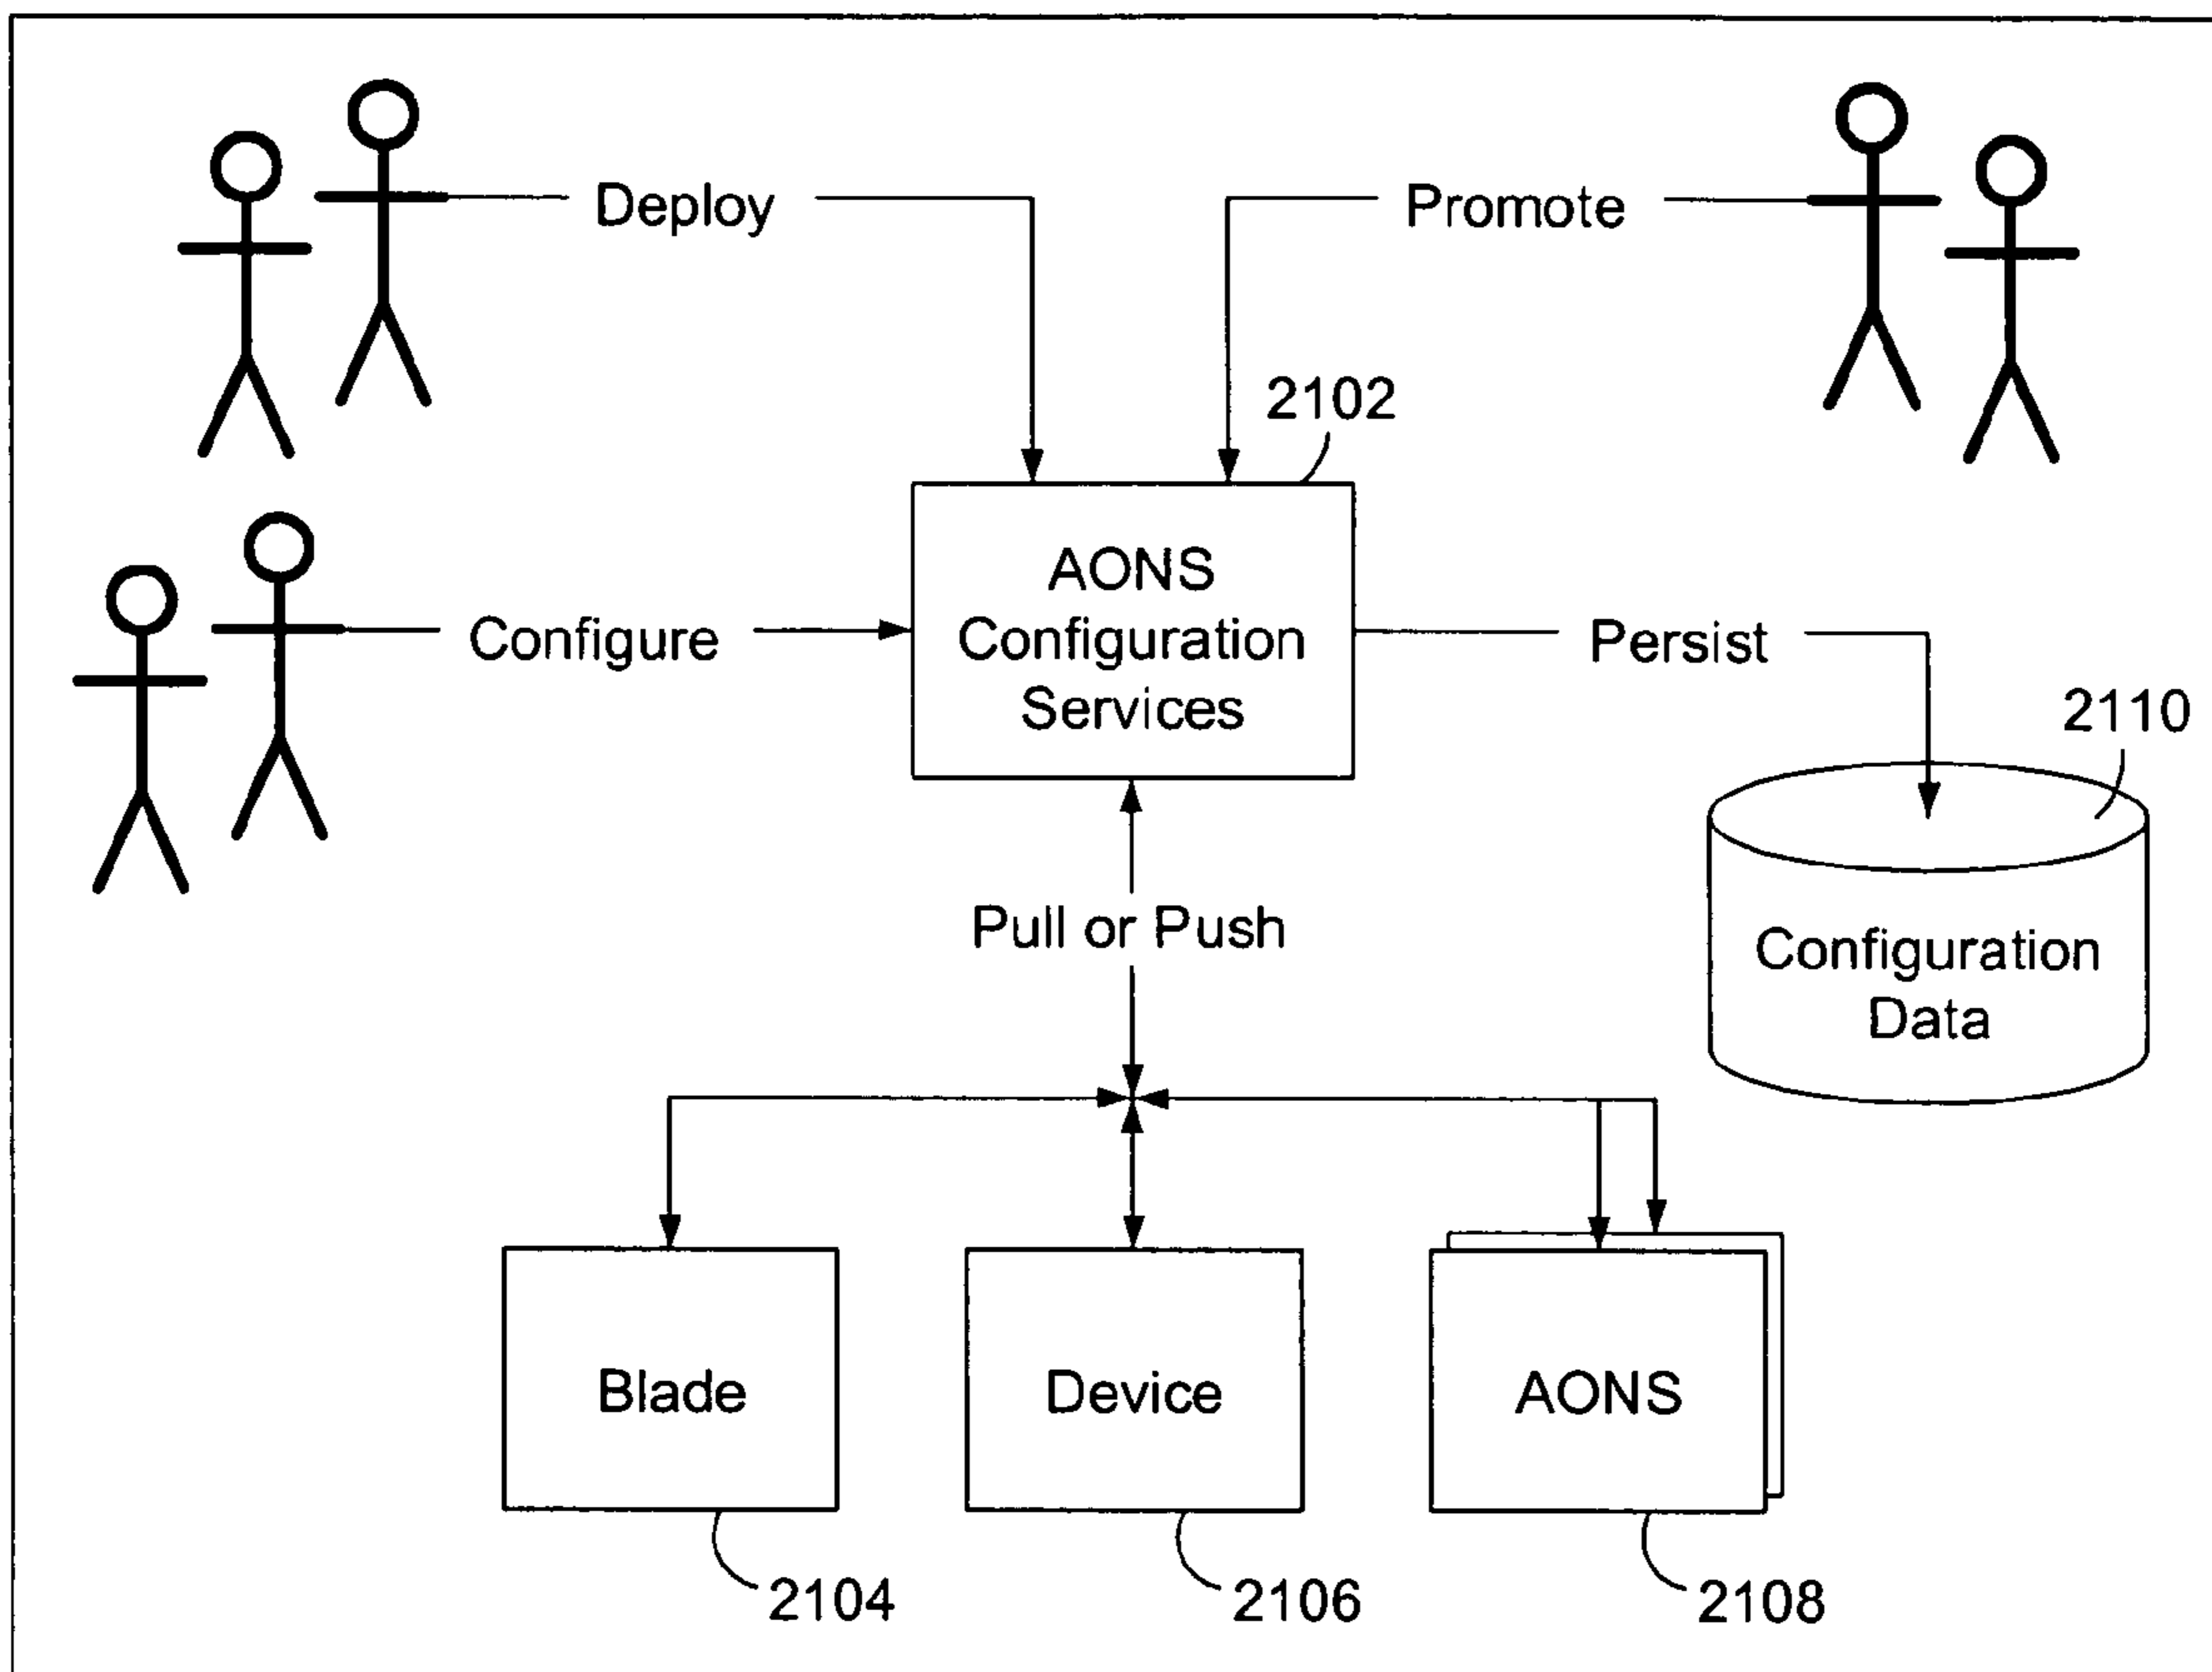 Deploy
Promote
2102
AONS
Configuration
Services
Configure
Persist
2110
Pull or Push
Configuration
Data
Blade
Device
AONS
2104
2106
2108